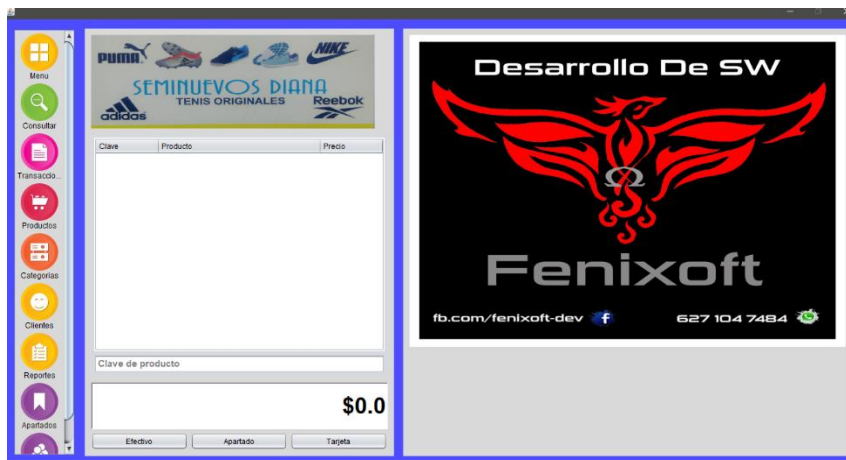 Menu
Consultar
Transaccio...
Productos
Categorias
Clientes
Reportes
Apartados
PUMA
NIKE
SEMINUEVOS DIANA
TENIS ORIGINALES
adidas
Reebok
Clave Producto Precio
Clave de producto
$0.0
Efectivo Apartado Tarjeta
Desarrollo De SW
Fenixoft
fb.com/fenixoft-dev
627 104 7484